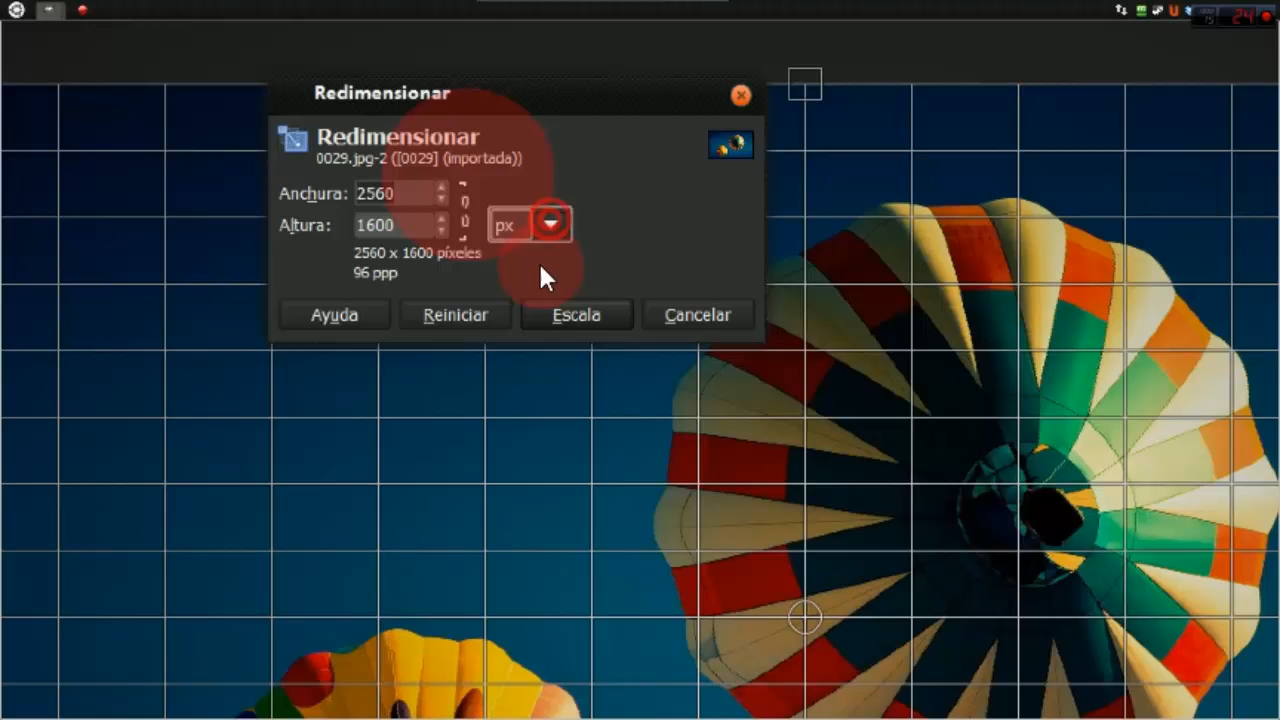 24
Redimensionar
Redimensionar
0029.jpg-2 ([0029] (importada))
Anchura: 2560
Altura: 1600 px
2560 x 1600 píxeles
96 ppp
Ayuda Reiniciar Escala Cancelar